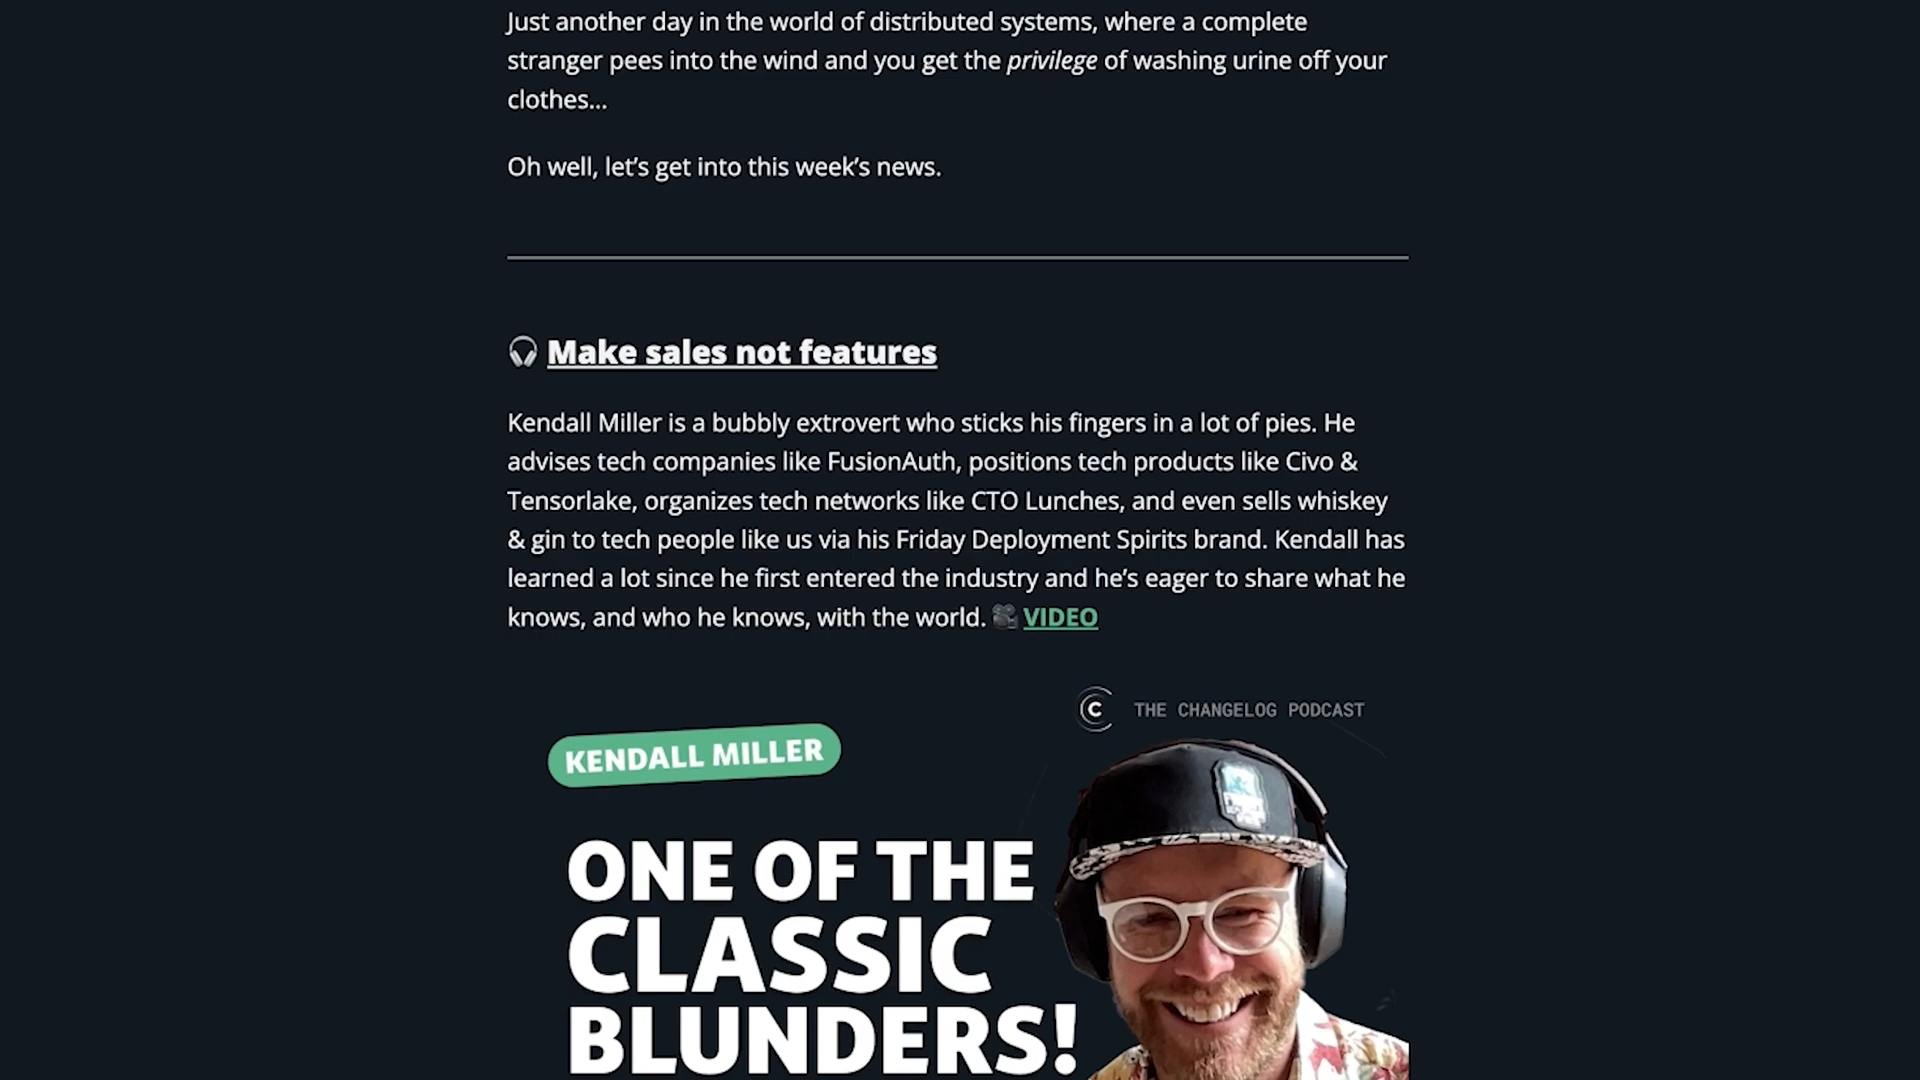 Just another day in the world of distributed systems, where a complete
stranger pees into the wind and you get the privilege of washing urine off your
clothes…
Oh well, let’s get into this week’s news.
Make sales not features
Kendall Miller is a bubbly extrovert who sticks his fingers in a lot of pies. He
advises tech companies like FusionAuth, positions tech products like Civo &
Tensorlake, organizes tech networks like CTO Lunches, and even sells whiskey
& gin to tech people like us via his Friday Deployment Spirits brand. Kendall has
learned a lot since he first entered the industry and he’s eager to share what he
knows, and who he knows, with the world. VIDEO
C THE CHANGELOG PODCAST
KENDALL MILLER
ONE OF THE
CLASSIC
BLUNDERS!